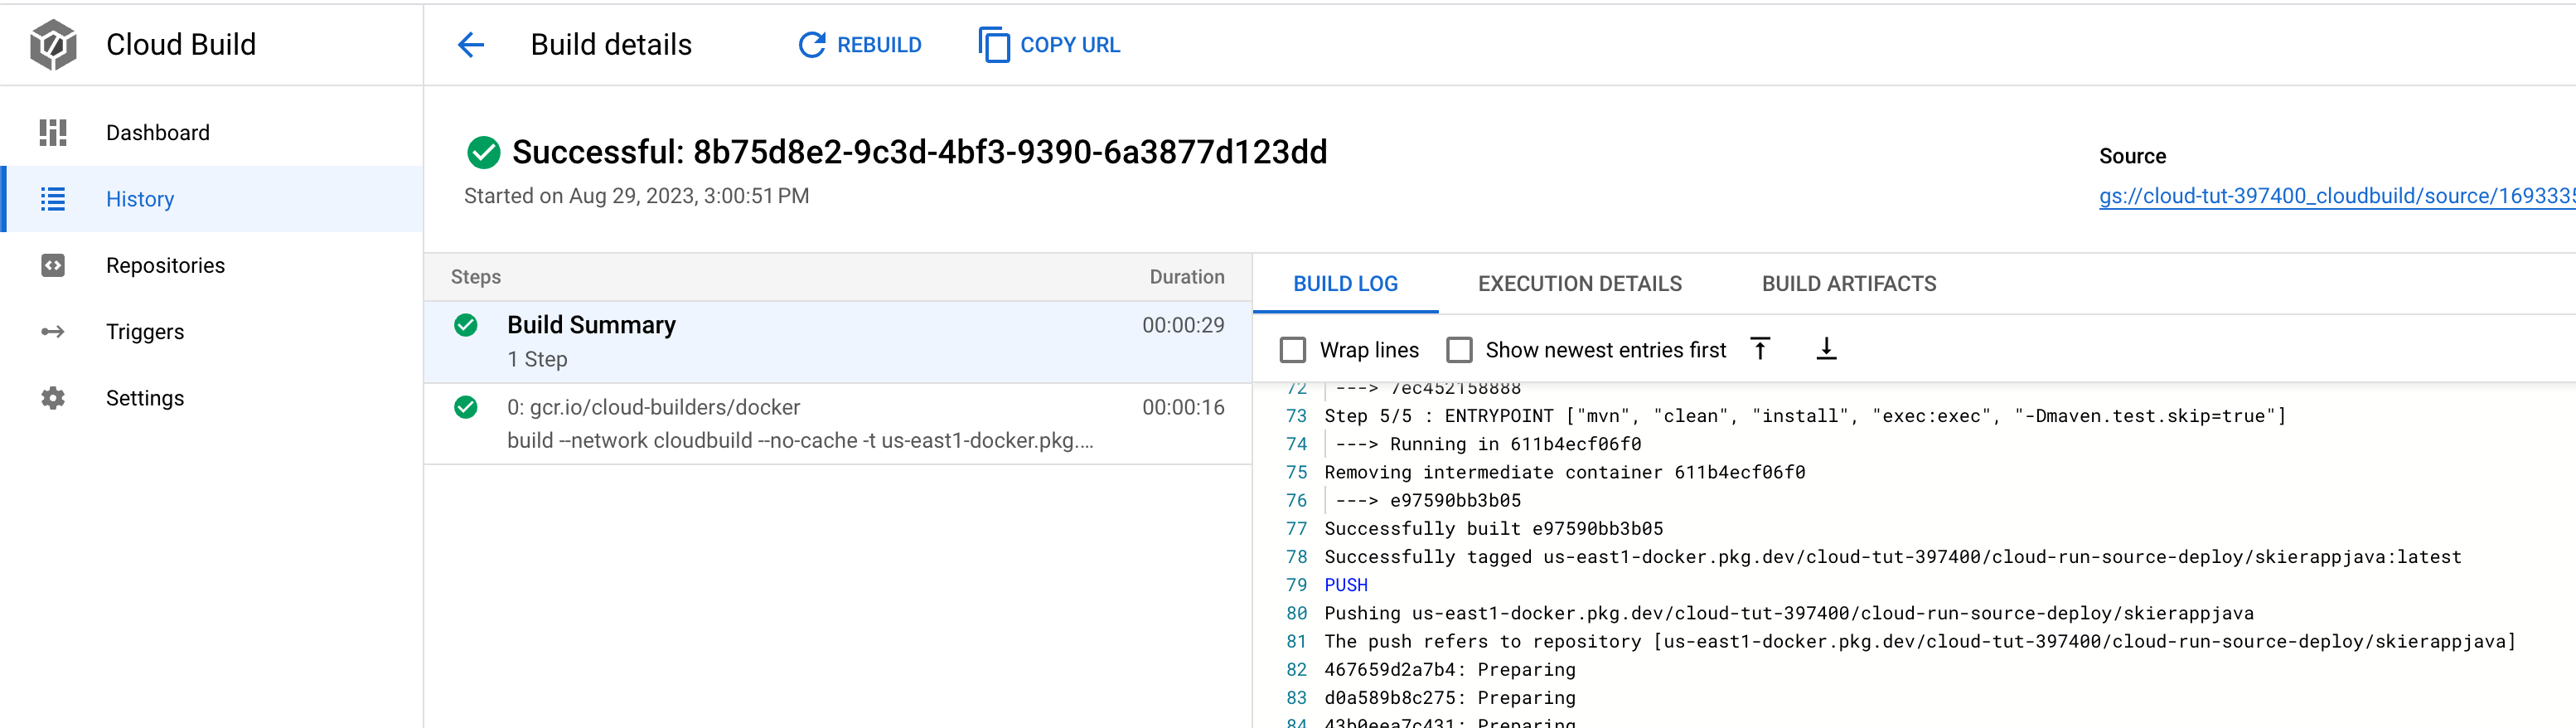 Cloud Build
Build details
REBUILD
COPY URL
Dashboard
History
Repositories
Triggers
Settings
Successful: 8b75d8e2-9c3d-4bf3-9390-6a3877d123dd
Started on Aug 29, 2023, 3:00:51 PM
Source
gs://cloud-tut-397400_cloudbuild/source/169333
Steps Duration
Build Summary 00:00:29
1 Step
0: gcr.io/cloud-builders/docker 00:00:16
build --network cloudbuild --no-cache -t us-east1-docker.pkg....
BUILD LOG EXECUTION DETAILS BUILD ARTIFACTS
Wrap lines Show newest entries first
72 ---> 7ec452158888
73 Step 5/5 : ENTRYPOINT ["mvn", "clean", "install", "exec:exec", "-Dmaven.test.skip=true"]
74 ---> Running in 611b4ecf06f0
75 Removing intermediate container 611b4ecf06f0
76 ---> e97590bb3b05
77 Successfully built e97590bb3b05
78 Successfully tagged us-east1-docker.pkg.dev/cloud-tut-397400/cloud-run-source-deploy/skierappjava:latest
79 PUSH
80 Pushing us-east1-docker.pkg.dev/cloud-tut-397400/cloud-run-source-deploy/skierappjava
81 The push refers to repository [us-east1-docker.pkg.dev/cloud-tut-397400/cloud-run-source-deploy/skierappjava]
82 467659d2a7b4: Preparing
83 d0a589b8c275: Preparing
84 43b0eea7c431: Preparing